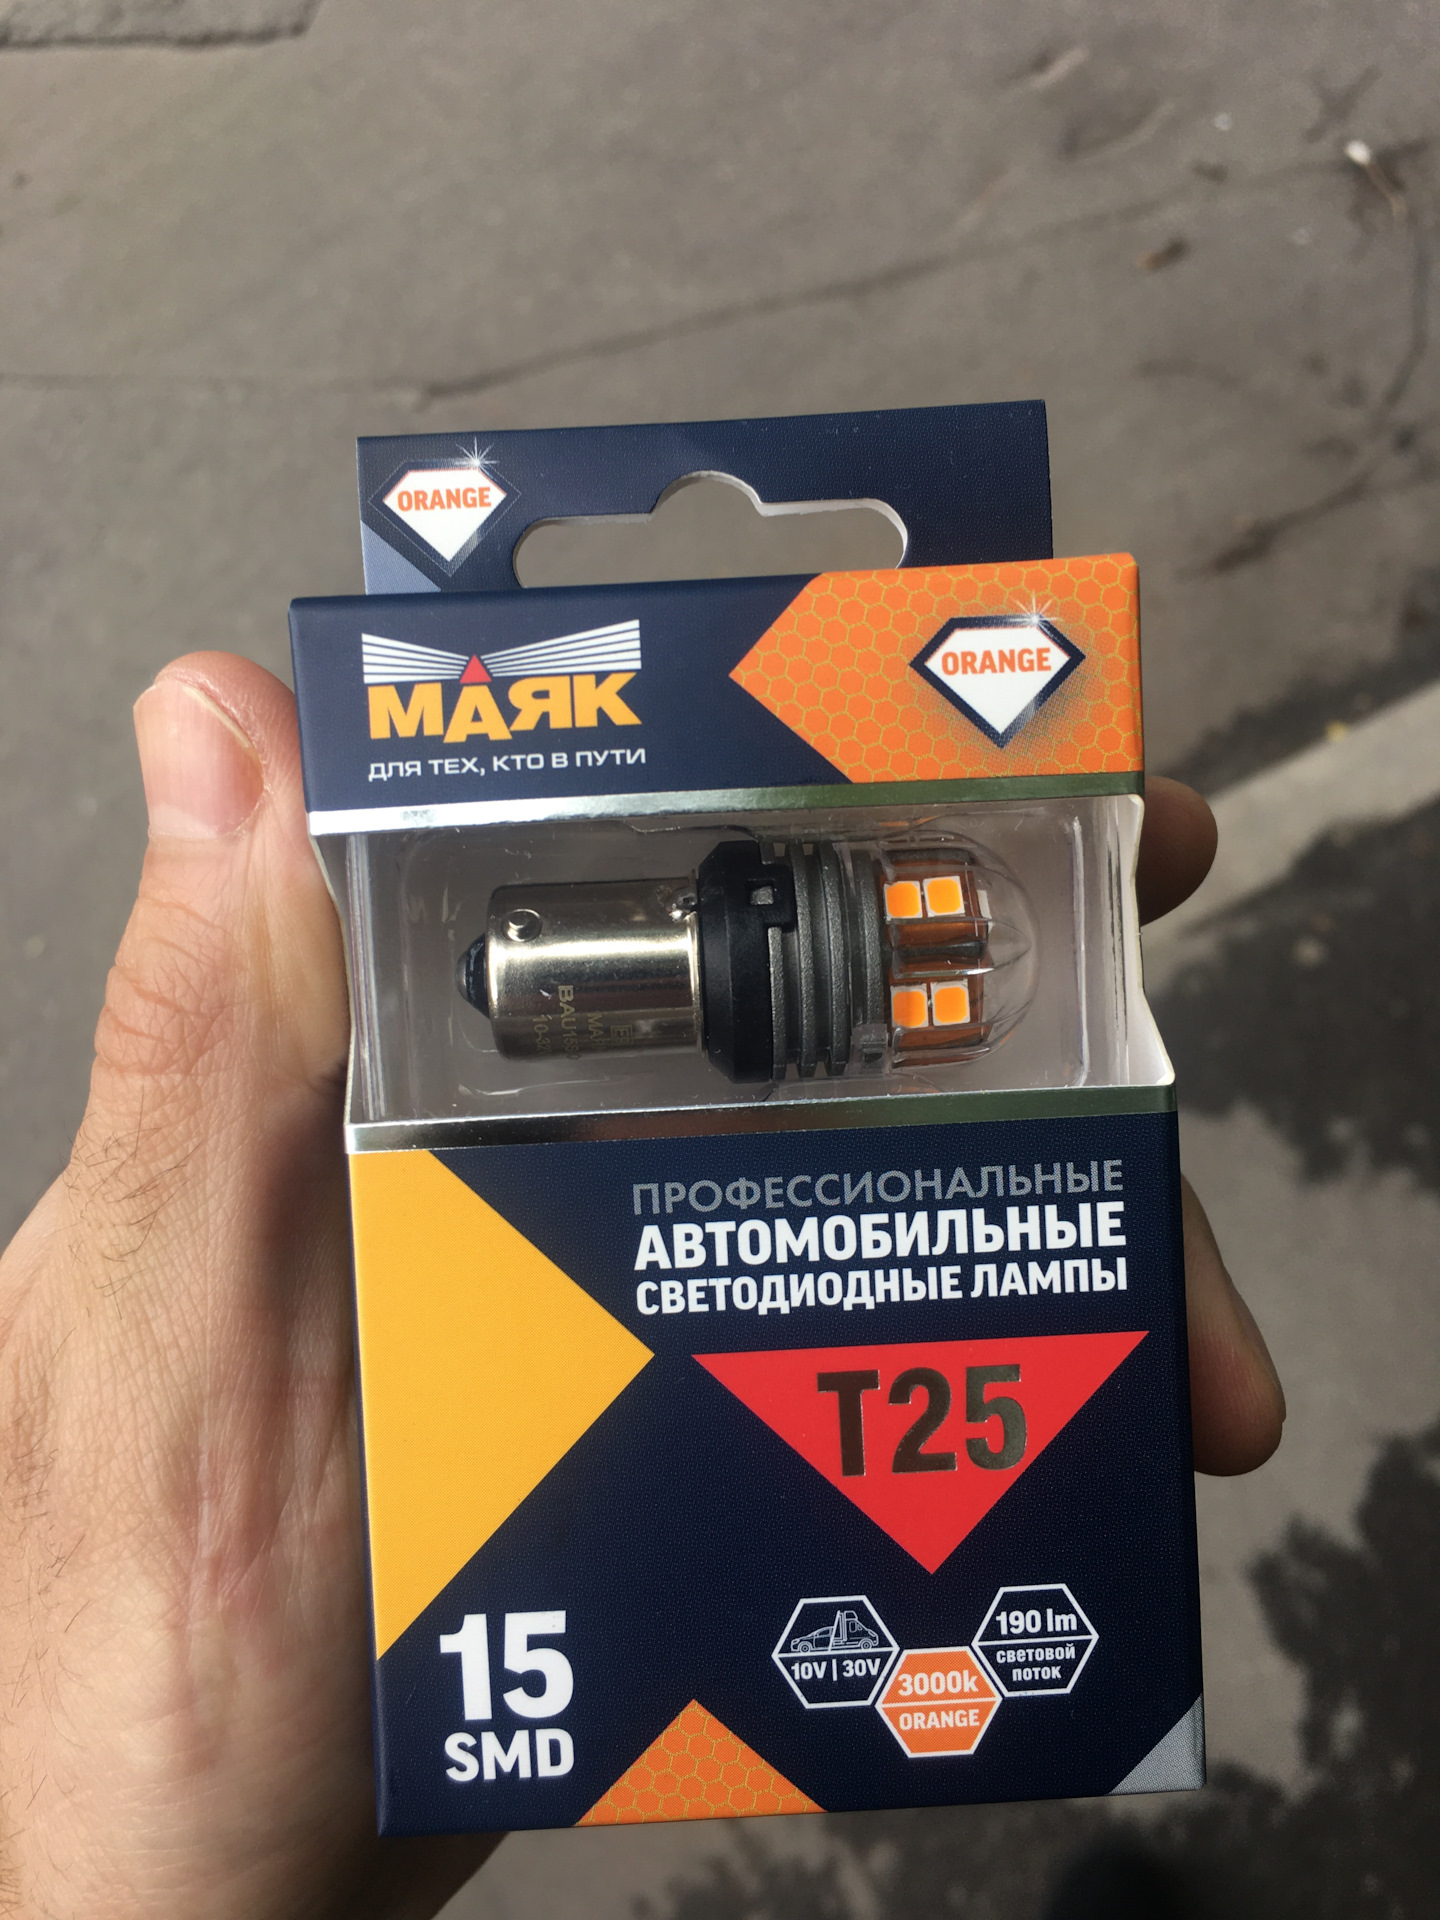 ORANGE
ORANGE
МАЯК
ДЛЯ ТЕХ, КТО В ПУТИ
ПРОФЕССИОНАЛЬНЫЕ
АВТОМОБИЛЬНЫЕ
СВЕТОДИОДНЫЕ ЛАМПЫ
T25
15
SMD
10V | 30V
3000k
ORANGE
190 lm
световой
поток